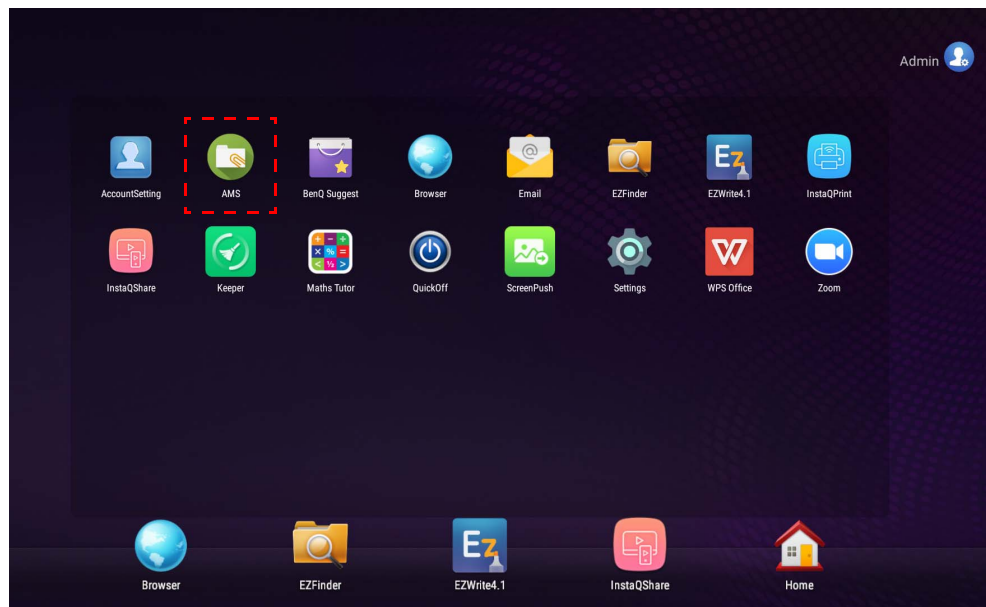 Admin
AccountSetting
AMS
BenQ Suggest
Browser
Email
EZFinder
EZWrite4.1
InstaQPrint
InstaQShare
Keeper
Maths Tutor
QuickOff
ScreenPush
Settings
WPS Office
Zoom
Browser
EZFinder
EZWrite4.1
InstaQShare
Home